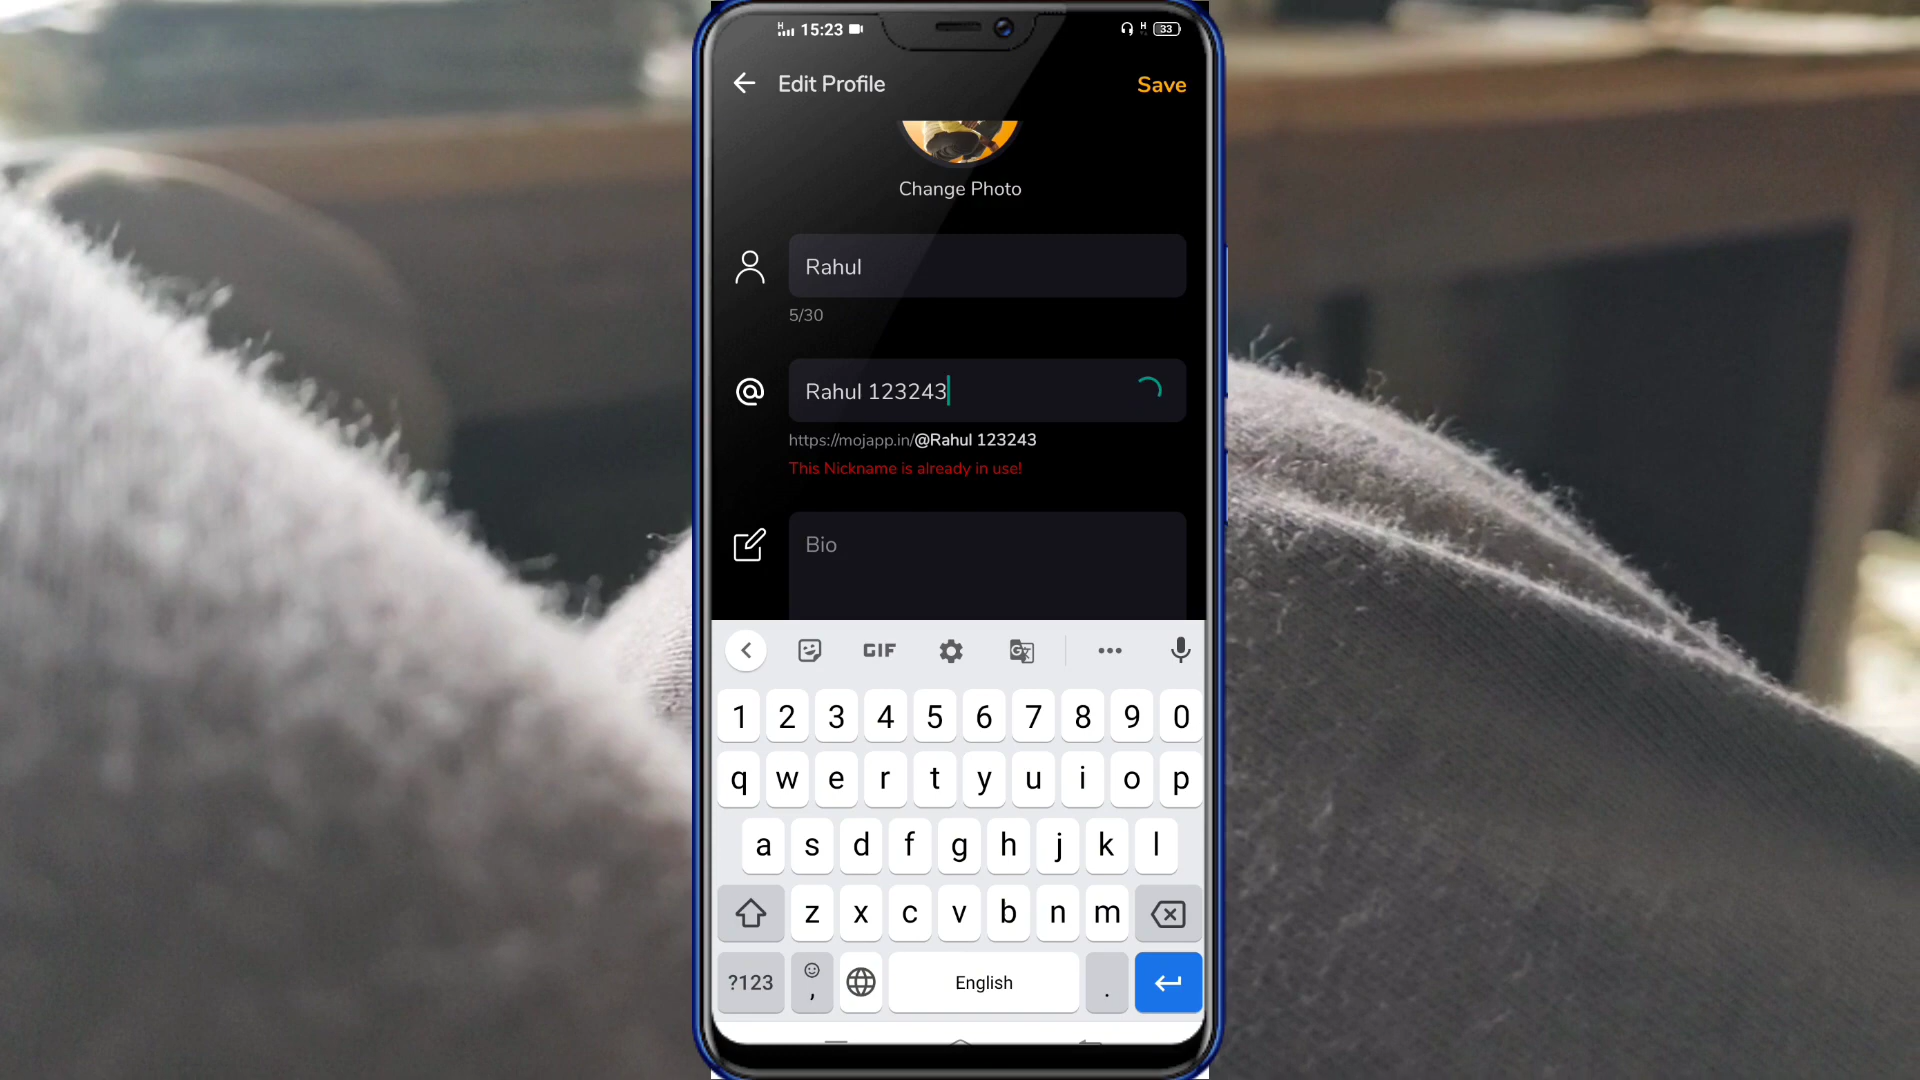 15:23
33
Edit Profile
Save
Change Photo
Rahul
5/30
@ Rahul 123243
https://mojapp.in/@Rahul 123243
This Nickname is already in use!
Bio
GIF
1 2 3 4 5 6 7 8 9 0
q w e r t y u i o p
a s d f g h j k l
z x c v b n m
?123 , English .